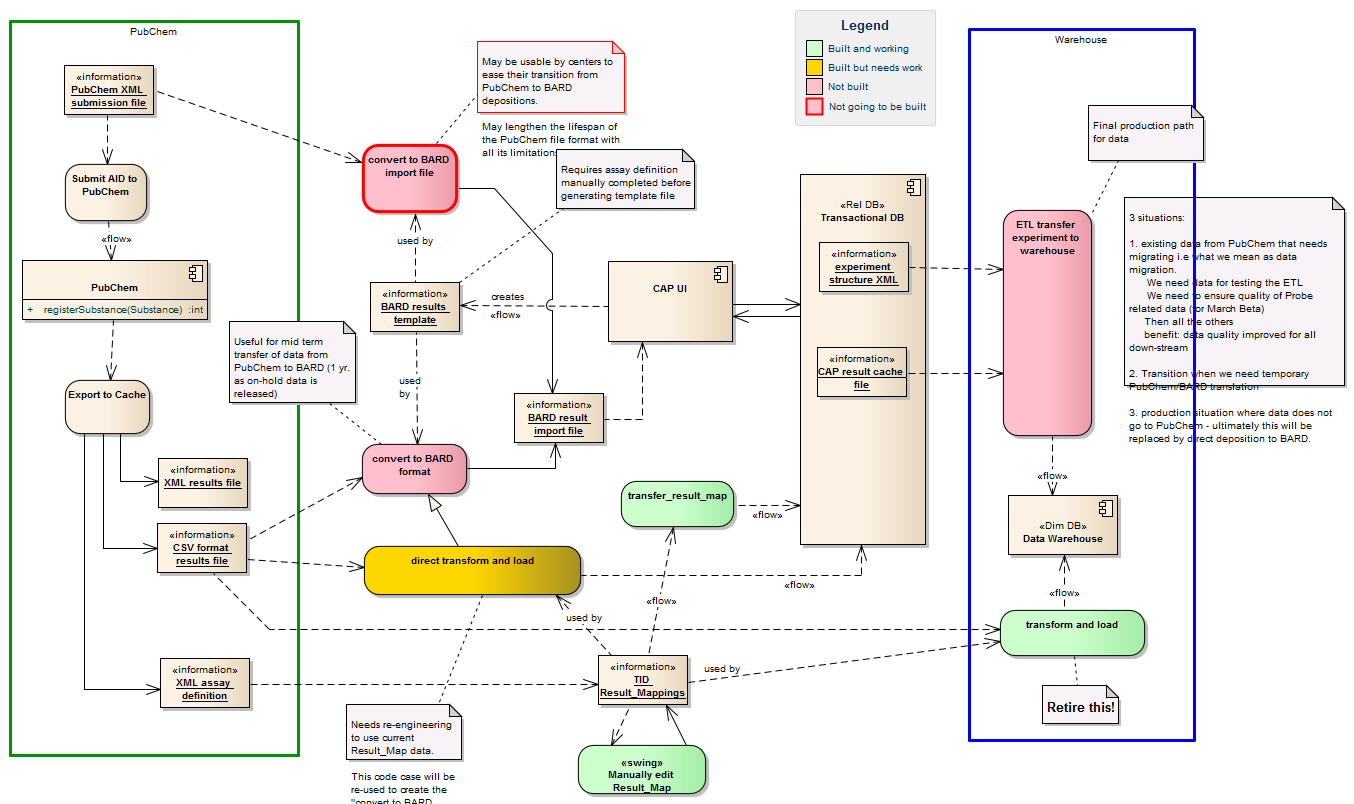 PubChem
«information»
PubChem XML
submission file
Submit AID to
PubChem
«flow»
PubChem
+ registerSubstance(Substance) :int
Export to Cache
«information»
XML results file
«information»
CSV format
results file
«information»
XML assay
definition
Useful for mid term
transfer of data from
PubChem to BARD (1 yr.
as on-hold data is
released)
May be usable by centers to
ease their transition from
PubChem to BARD
depositions.
May lengthen the lifespan of
the PubChem file format with
all its limitations
convert to BARD
import file
Requires assay definition
manually completed before
generating template file
used by
«information»
BARD results
template
creates
«flow»
CAP UI
used
by
«information»
BARD result
import file
convert to BARD
format
direct transform and load
used by
Needs re-engineering
to use current
Result_Map data.
This code case will be
re-used to create the
"convert to BARD
transfer_result_map
«flow»
«flow»
«flow»
«information»
TID
Result_Mappings
used by
«swing»
Manually edit
Result_Map
Legend
Built and working
Built but needs work
Not built
Not going to be built
«Rel DB»
Transactional DB
«information»
experiment
structure XML
«information»
CAP result cache
file
Warehouse
Final production path
for data
ETL transfer
experiment to
warehouse
3 situations:
1. existing data from PubChem that needs
migrating i.e what we mean as data
migration.
We need data for testing the ETL
We need to ensure quality of Probe
related data (for March Beta)
Then all the others
benefit: data quality improved for all
down-stream
2. Transition when we need temporary
PubChem/BARD translation
3. production situation where data does not
go to PubChem - ultimately this will be
replaced by direct deposition to BARD.
«flow»
«Dim DB»
Data Warehouse
«flow»
transform and load
Retire this!